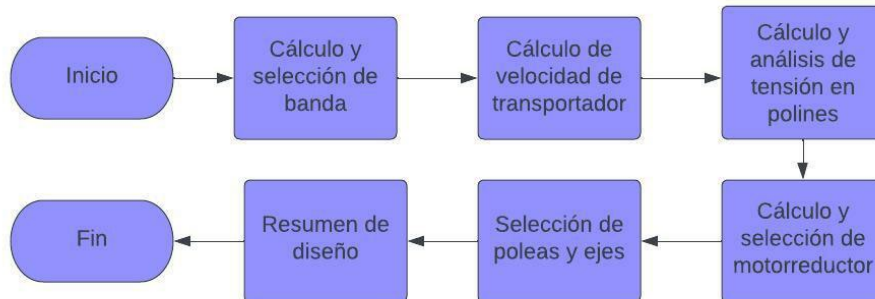 Inicio
Cálculo y
selección de
banda
Cálculo de
velocidad de
transportador
Cálculo y
análisis de
tensión en
polines
Cálculo y
selección de
motorreductor
Selección de
poleas y ejes
Resumen de
diseño
Fin